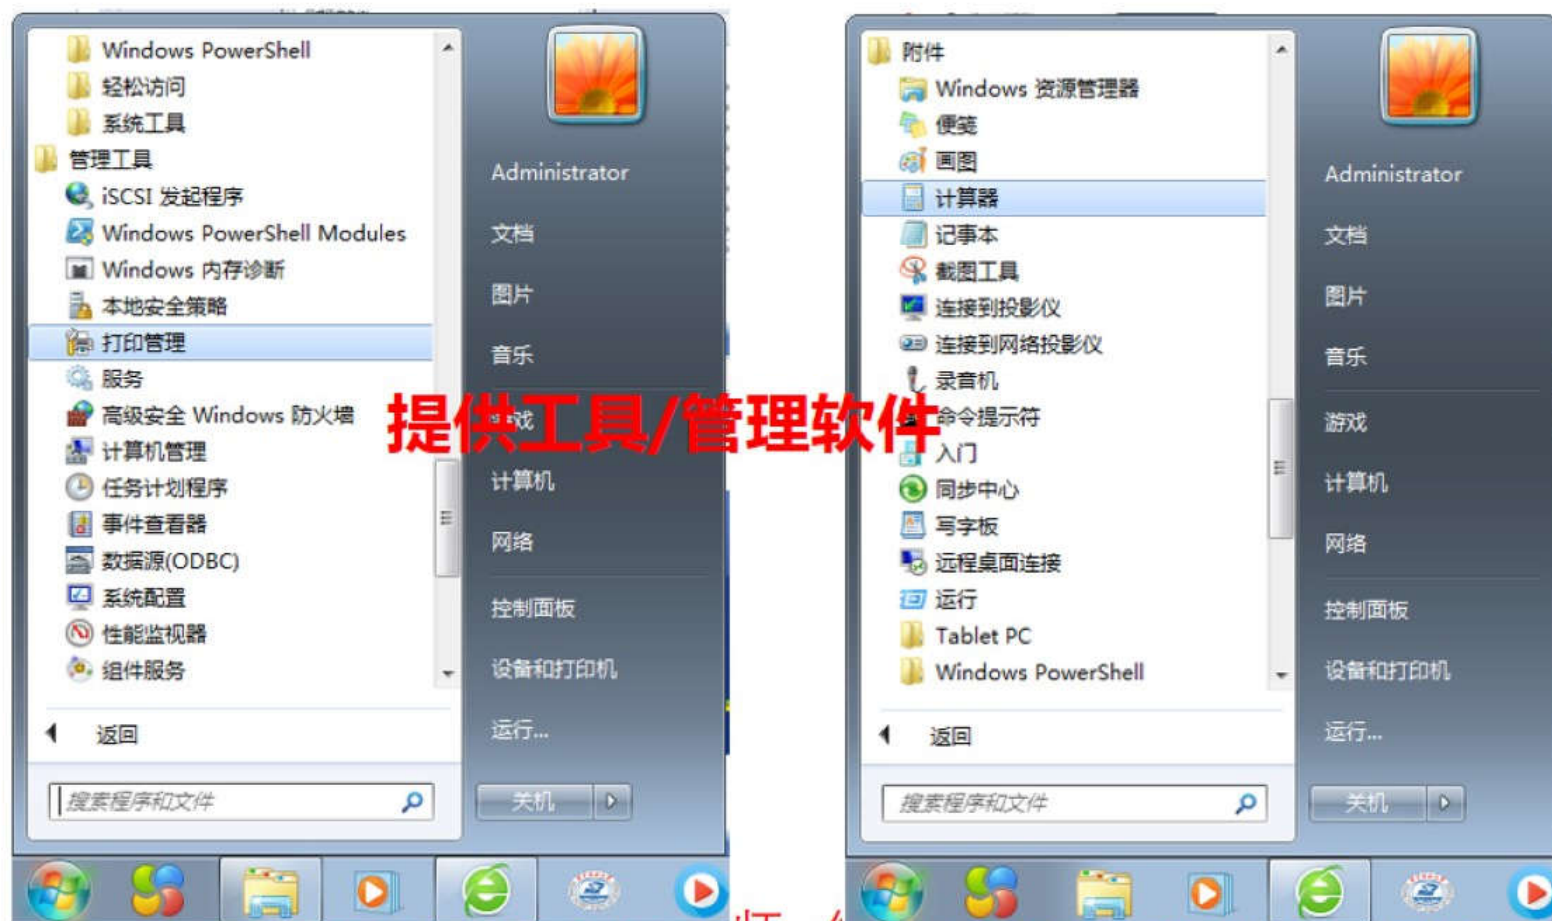 Windows PowerShell
轻松访问
系统工具
管理工具
iSCSI 发起程序
Windows PowerShell Modules
Windows 内存诊断
本地安全策略
打印管理
服务
高级安全 Windows 防火墙
计算机管理
任务计划程序
事件查看器
数据源(ODBC)
系统配置
性能监视器
组件服务
返回
搜索程序和文件
Administrator
文档
图片
音乐
游戏
计算机
网络
控制面板
设备和打印机
运行...
关机
提供工具/管理软件
附件
Windows 资源管理器
便笺
画图
计算器
记事本
截图工具
连接到投影仪
连接到网络投影仪
录音机
命令提示符
入门
同步中心
写字板
远程桌面连接
运行
Tablet PC
Windows PowerShell
返回
搜索程序和文件
Administrator
文档
图片
音乐
游戏
计算机
网络
控制面板
设备和打印机
运行...
关机